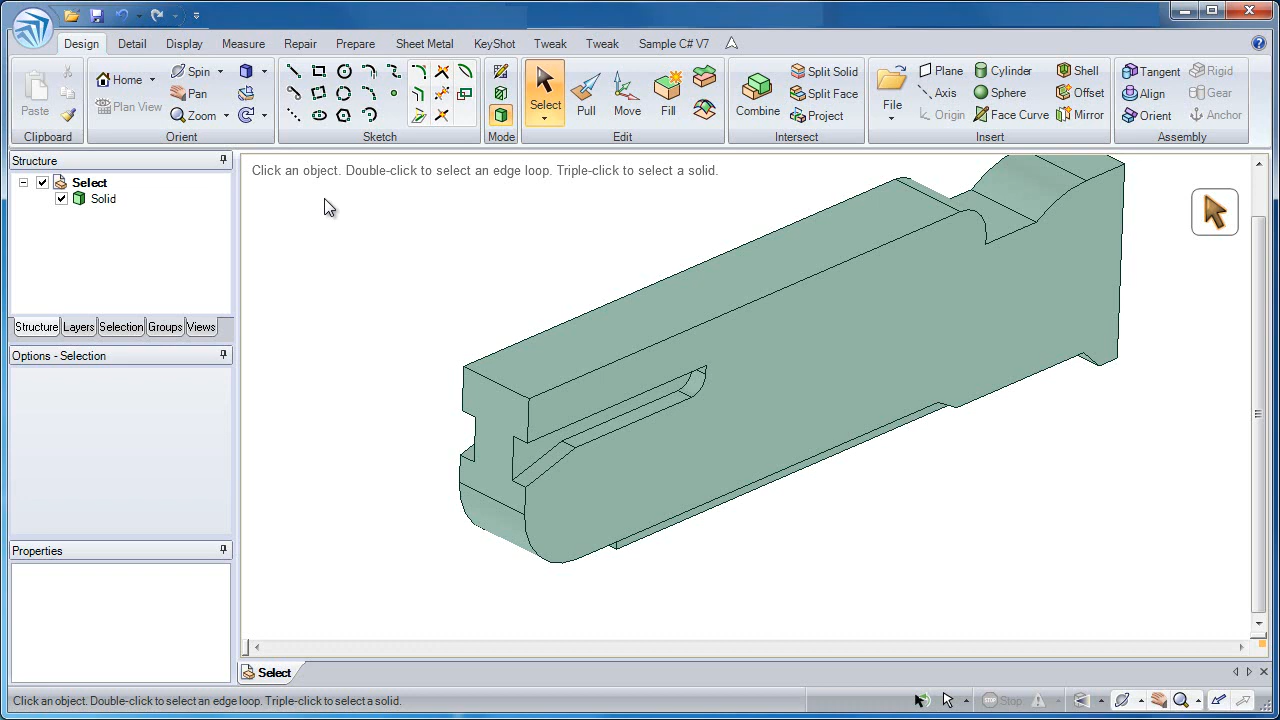 Design Detail Display Measure Repair Prepare Sheet Metal KeyShot Tweak Tweak Sample C# V7
Paste
Clipboard
Home
Plan View
Spin
Pan
Zoom
Orient
Sketch
Mode
Select
Pull
Move
Fill
Edit
Combine
Split Solid
Split Face
Project
Intersect
File
Plane
Axis
Origin
Cylinder
Sphere
Face Curve
Shell
Offset
Mirror
Insert
Tangent
Align
Orient
Rigid
Gear
Anchor
Assembly
Structure
Select
Solid
Structure Layers Selection Groups Views
Options - Selection
Properties
Click an object. Double-click to select an edge loop. Triple-click to select a solid.
Select
Click an object. Double-click to select an edge loop. Triple-click to select a solid.
Stop